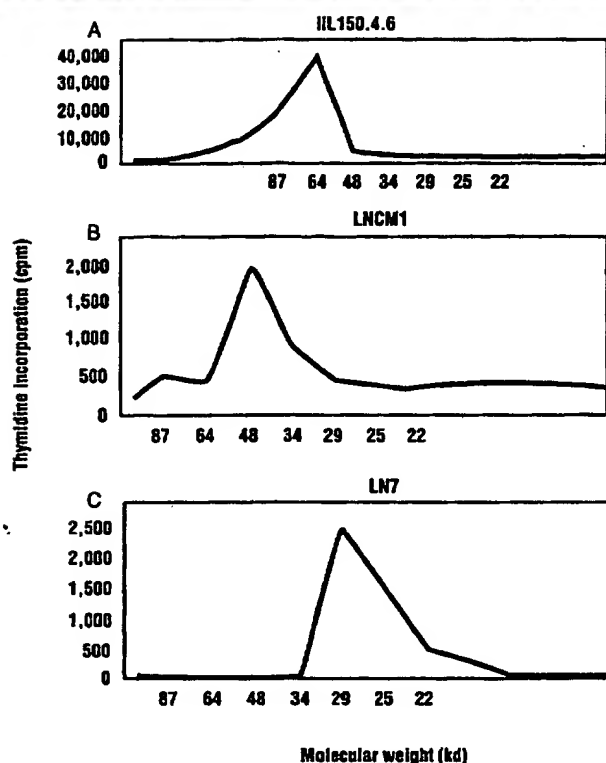 A
IIL150.4.6
40,000
30,000
20,000
10,000
0
87 64 48 34 29 25 22
B
LNCM1
Thymidine Incorporation (cpm)
2,000
1,500
1,000
500
0
87 64 48 34 29 25 22
C
LN7
2,500
2,000
1,500
1,000
500
0
87 64 48 34 29 25 22
Molecular weight (kd)